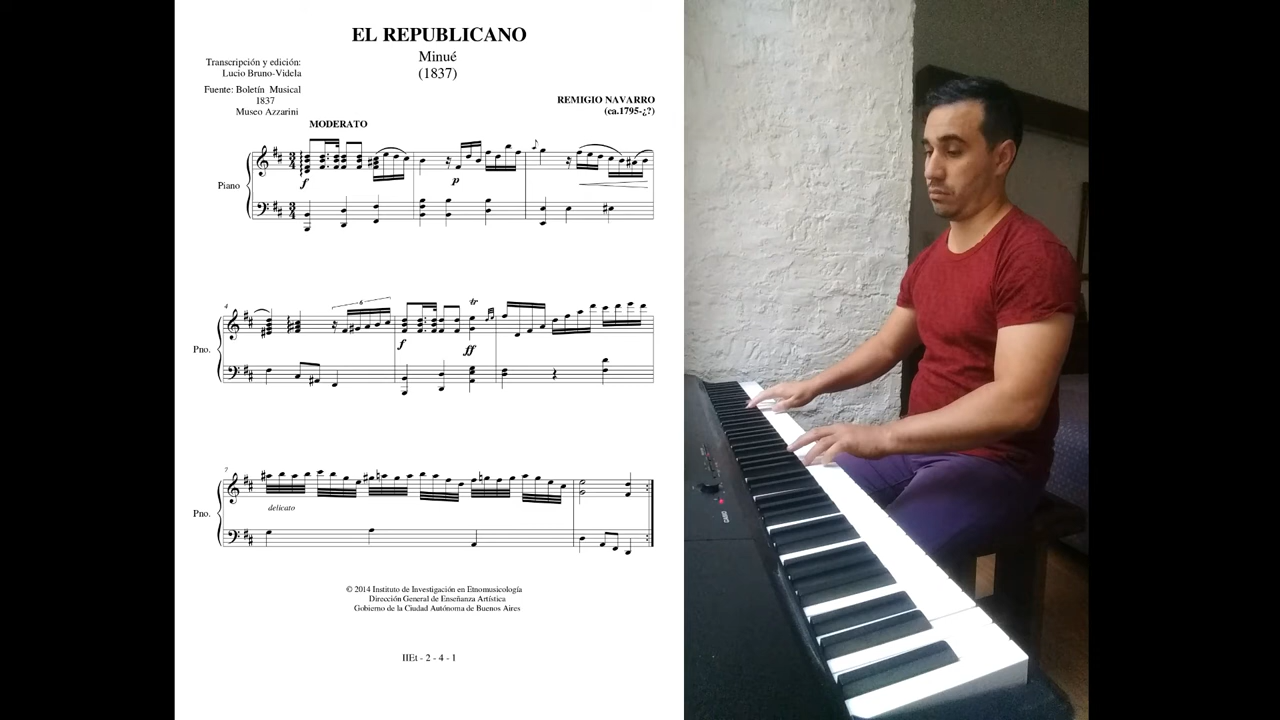 EL REPUBLICANO
Minué
(1837)
Transcripción y edición:
Lucio Bruno-Videla
Fuente: Boletín Musical
1837
Museo Azzarini
REMIGIO NAVARRO
(ca.1795-¿?)
MODERATO
Piano
f
p
4
6
tr
Pno.
f
ff
7
Pno.
delicato
© 2014 Instituto de Investigación en Etnomusicología
Dirección General de Enseñanza Artística
Gobierno de la Ciudad Autónoma de Buenos Aires
IIEt - 2 - 4 - 1